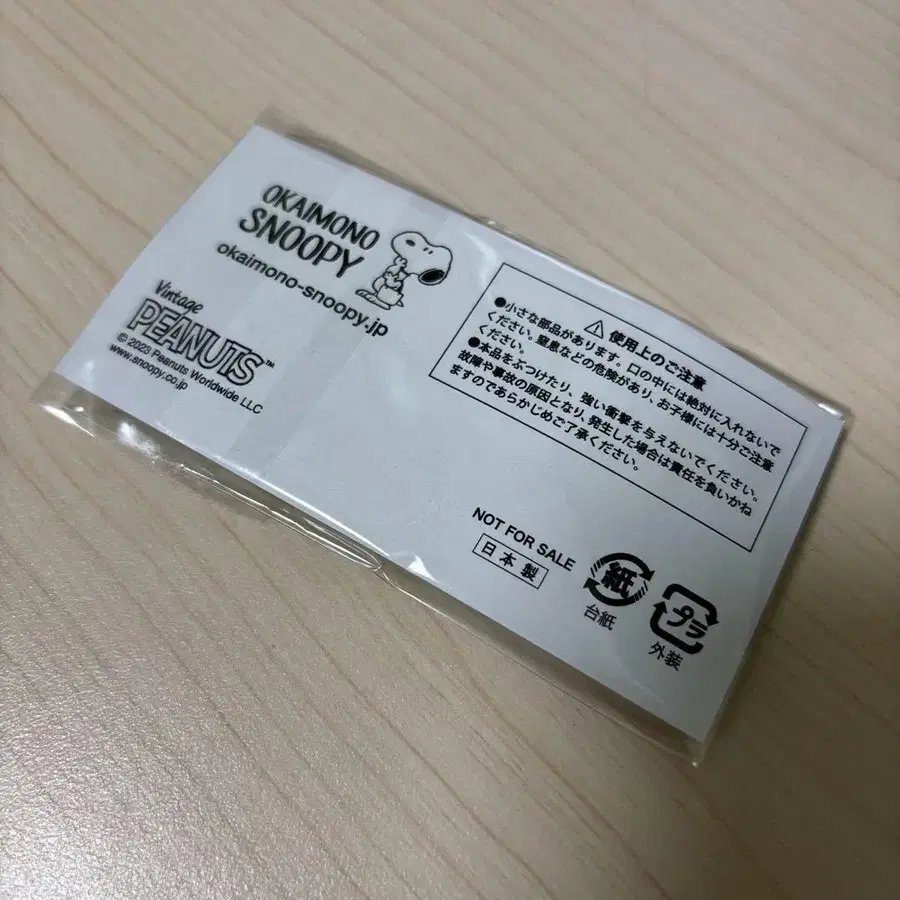 OKAIMONO
SNOOPY
okaimono-snoopy.jp
Vintage
PEANUTS™
© 2023 Peanuts Worldwide LLC
www.snoopy.co.jp
⚠ 使用上のご注意
●小さな部品があります。口の中には絶対に入れないで
ください。窒息などの危険があり、お子様には十分ご注意
ください。
●本品をぶつけたり、強い衝撃を与えないでください。
故障や事故の原因となり、発生した場合は責任を負いかね
ますのであらかじめご了承ください。
NOT FOR SALE
日本製
紙
台紙
プラ
外装